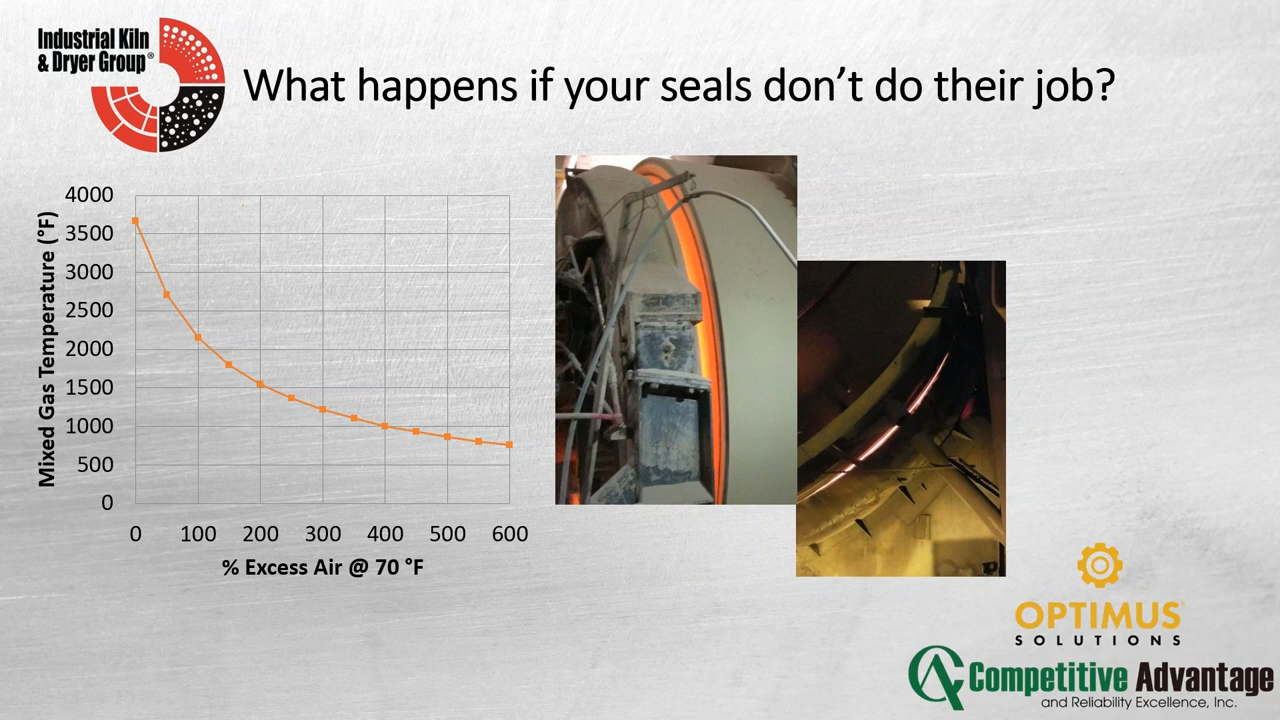 Industrial Kiln
& Dryer Group®
What happens if your seals don’t do their job?
Mixed Gas Temperature (°F)
4000
3500
3000
2500
2000
1500
1000
500
0
0 100 200 300 400 500 600
% Excess Air @ 70 °F
OPTIMUS
SOLUTIONS
CA Competitive Advantage
and Reliability Excellence, Inc.